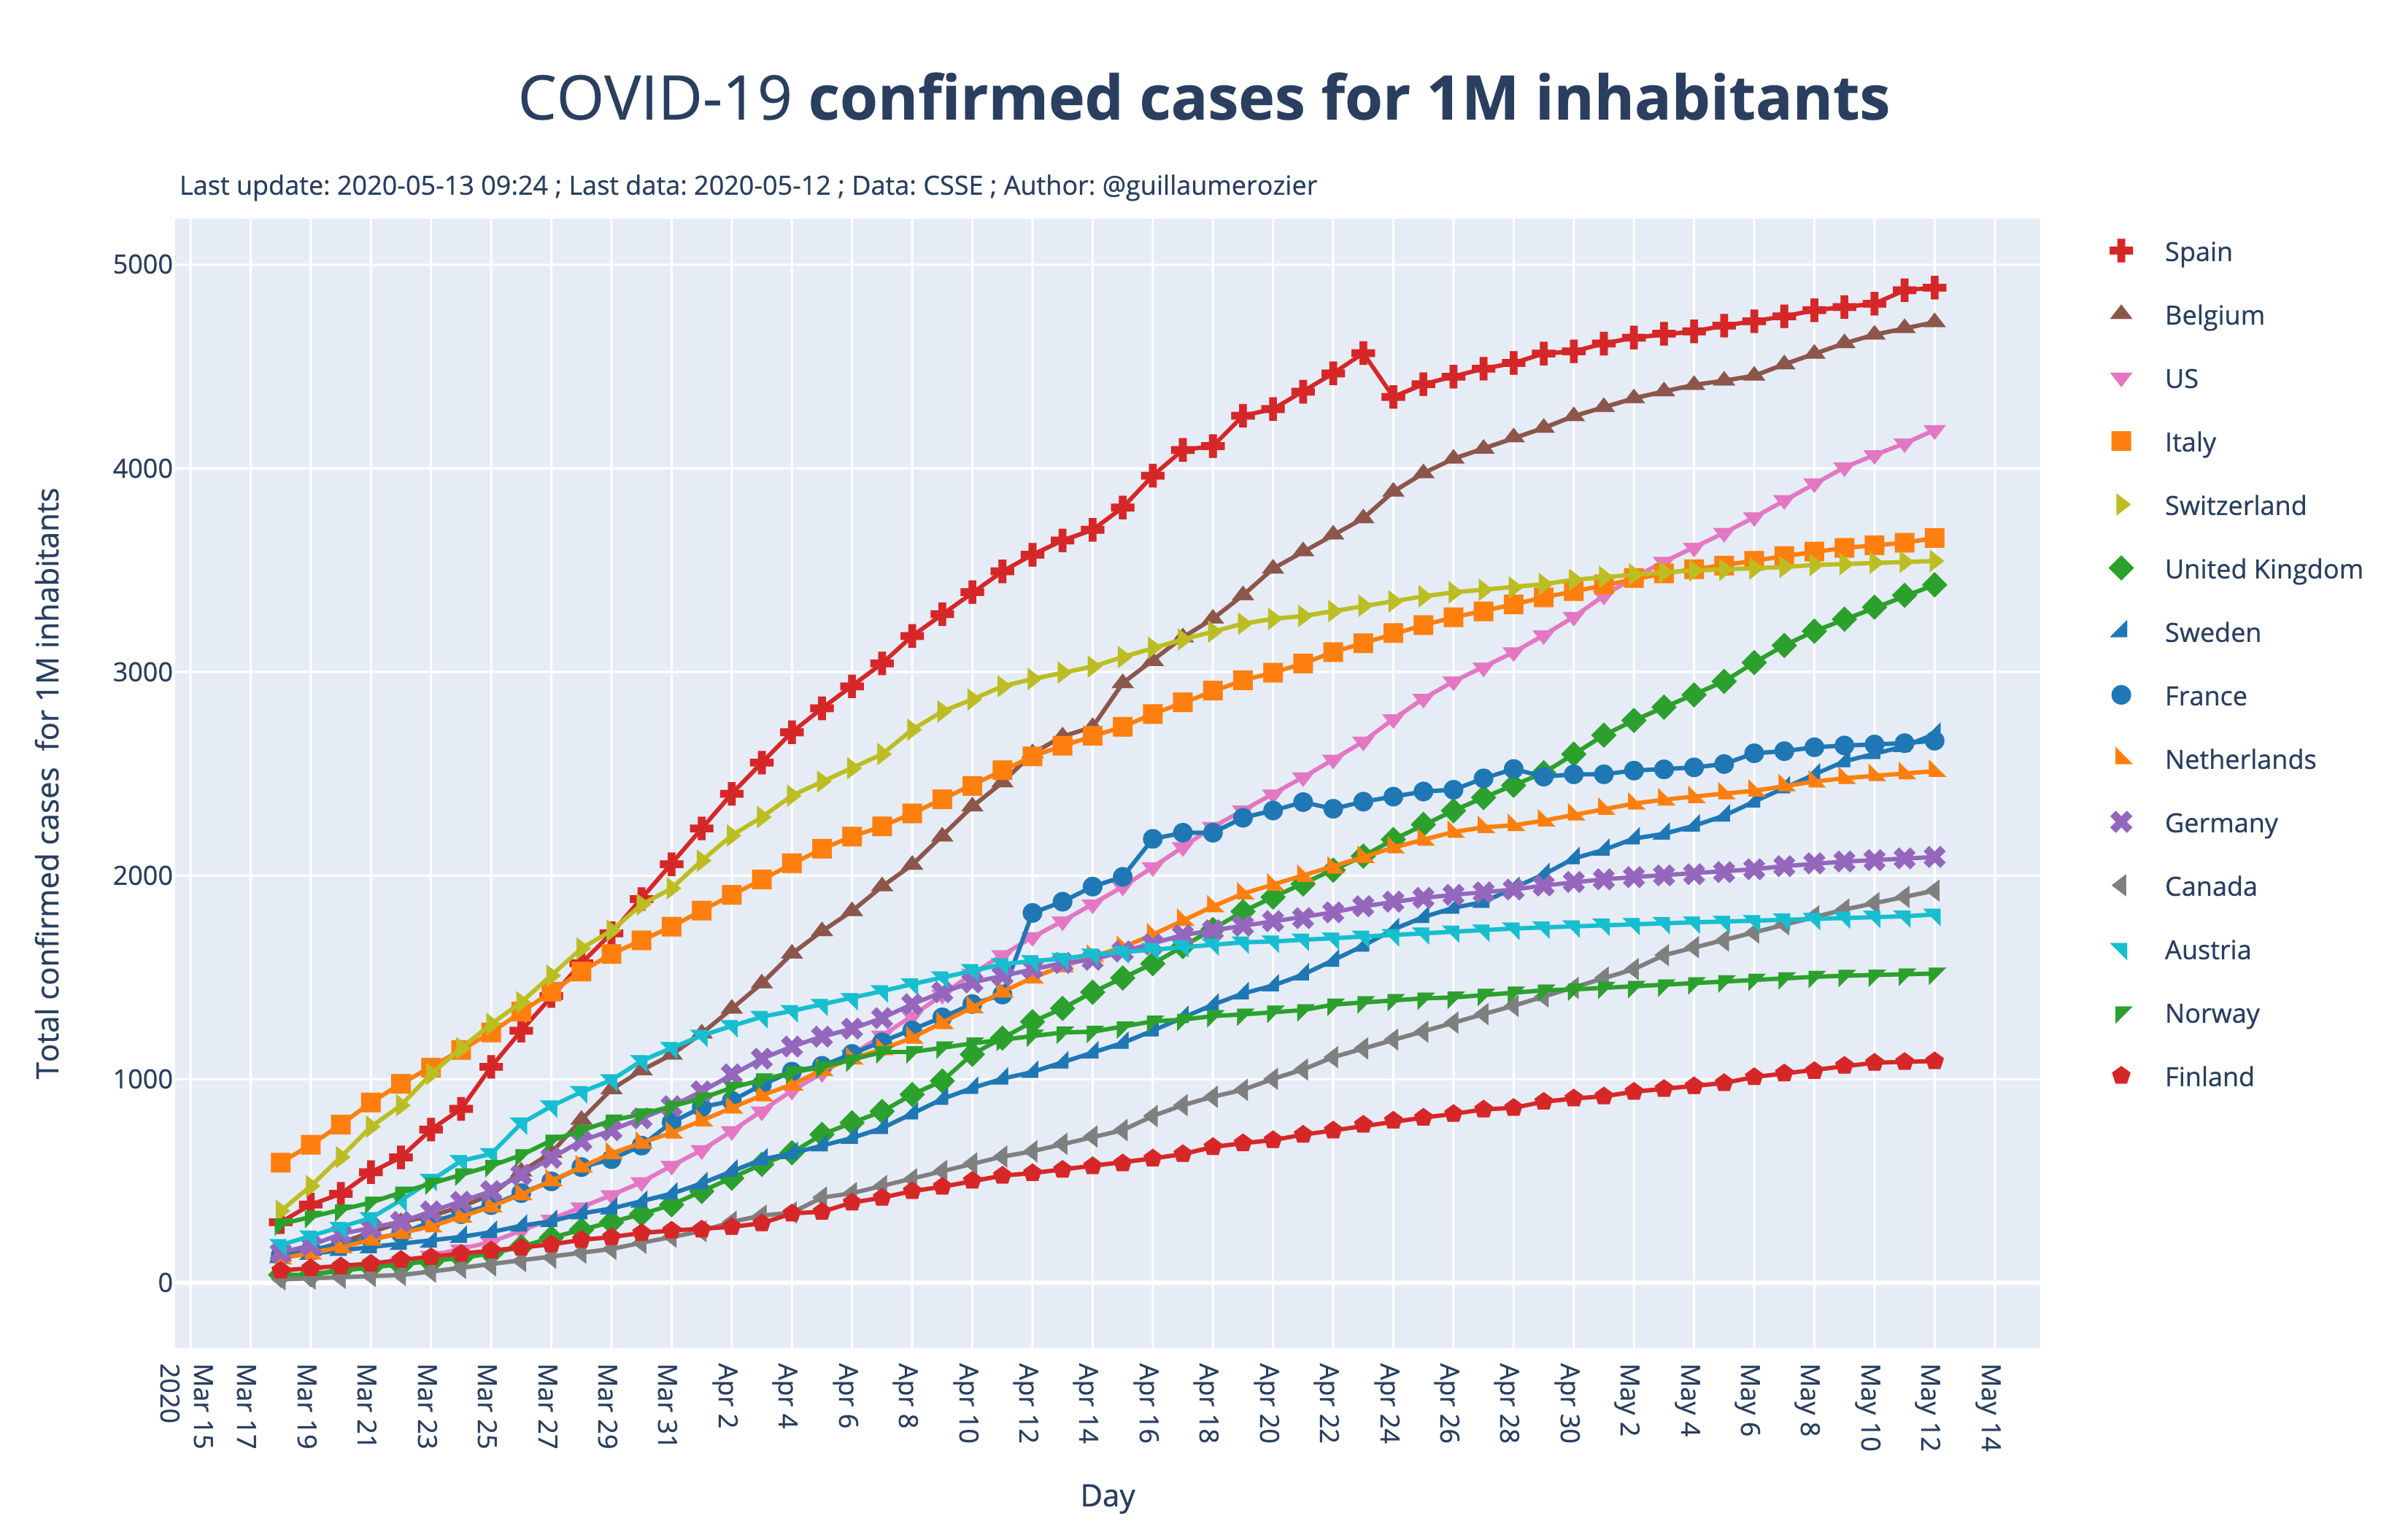 COVID-19 confirmed cases for 1M inhabitants
Last update: 2020-05-13 09:24 ; Last data: 2020-05-12 ; Data: CSSE ; Author: @guillaumerozier
Total confirmed cases for 1M inhabitants
5000
4000
3000
2000
1000
0
Mar 15
2020
Mar 17
Mar 19
Mar 21
Mar 23
Mar 25
Mar 27
Mar 29
Mar 31
Apr 2
Apr 4
Apr 6
Apr 8
Apr 10
Apr 12
Apr 14
Apr 16
Apr 18
Apr 20
Apr 22
Apr 24
Apr 26
Apr 28
Apr 30
May 2
May 4
May 6
May 8
May 10
May 12
May 14
Day
Spain
Belgium
US
Italy
Switzerland
United Kingdom
Sweden
France
Netherlands
Germany
Canada
Austria
Norway
Finland